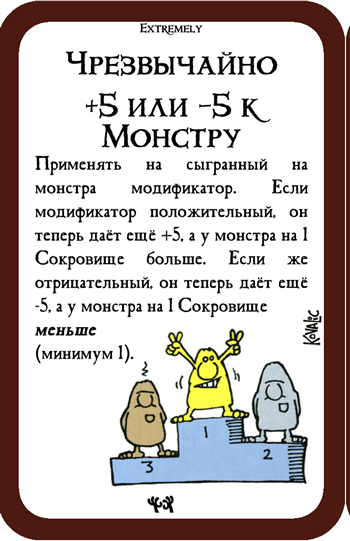 Extremely
Чрезвычайно
+5 или -5 к
Монстру
Применять на сыгранный на
монстра модификатор. Если
модификатор положительный, он
теперь даёт ещё +5, а у монстра на 1
Сокровище больше. Если же
отрицательный, он теперь даёт ещё
-5, а у монстра на 1 Сокровище
меньше
(минимум 1).
Kovalic
1
2
3